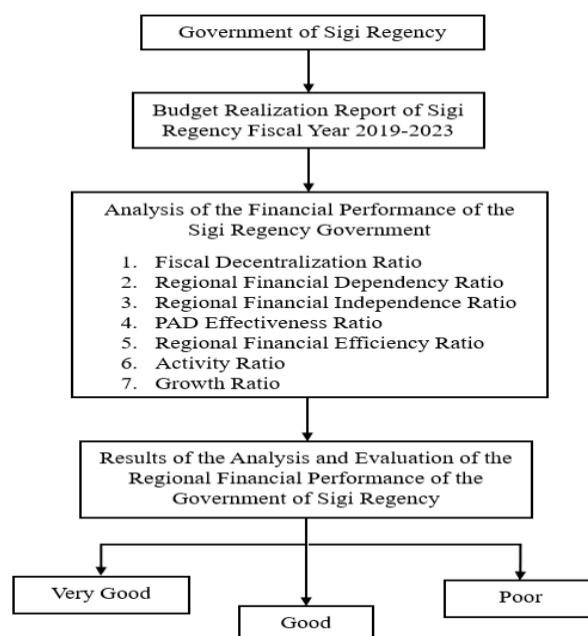 Government of Sigi Regency
Budget Realization Report of Sigi
Regency Fiscal Year 2019-2023
Analysis of the Financial Performance of the
Sigi Regency Government
1. Fiscal Decentralization Ratio
2. Regional Financial Dependency Ratio
3. Regional Financial Independence Ratio
4. PAD Effectiveness Ratio
5. Regional Financial Efficiency Ratio
6. Activity Ratio
7. Growth Ratio
Results of the Analysis and Evaluation of the
Regional Financial Performance of the
Government of Sigi Regency
Very Good
Good
Poor